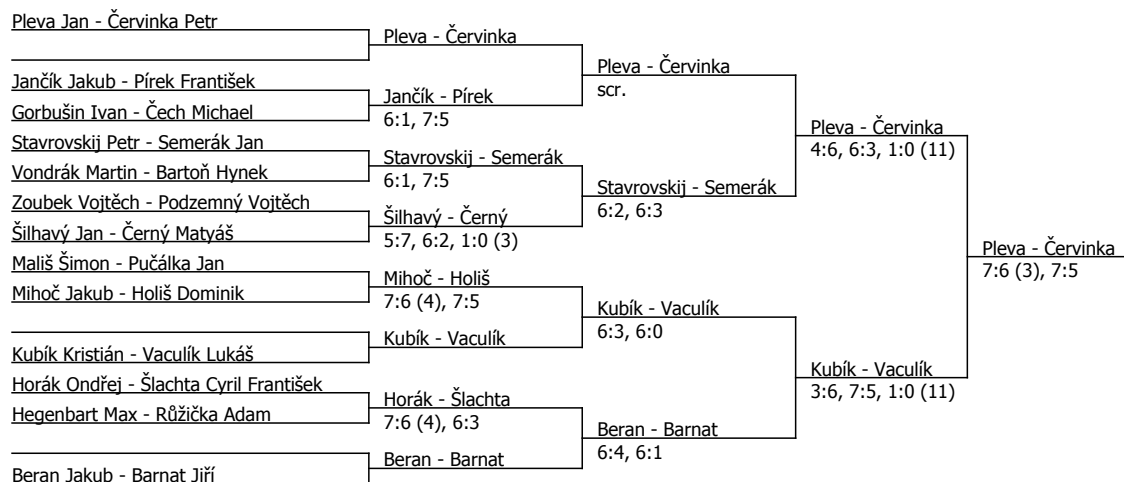 Pleva Jan - Červinka Petr
Jančík Jakub - Pírek František
Gorbušin Ivan - Čech Michael
Stavrovskij Petr - Semerák Jan
Vondrák Martin - Bartoň Hynek
Zoubek Vojtěch - Podzemný Vojtěch
Šilhavý Jan - Černý Matyáš
Mališ Šimon - Pučálka Jan
Mihoč Jakub - Holiš Dominik
Kubík Kristián - Vaculík Lukáš
Horák Ondřej - Šlachta Cyril František
Hegenbart Max - Růžička Adam
Beran Jakub - Barnat Jiří
Pleva - Červinka
Jančík - Pírek
6:1, 7:5
Stavrovskij - Semerák
6:1, 7:5
Šilhavý - Černý
5:7, 6:2, 1:0 (3)
Mihoč - Holiš
7:6 (4), 7:5
Kubík - Vaculík
Horák - Šlachta
7:6 (4), 6:3
Beran - Barnat
Pleva - Červinka
scr.
Stavrovskij - Semerák
6:2, 6:3
Kubík - Vaculík
6:3, 6:0
Beran - Barnat
6:4, 6:1
Pleva - Červinka
4:6, 6:3, 1:0 (11)
Kubík - Vaculík
3:6, 7:5, 1:0 (11)
Pleva - Červinka
7:6 (3), 7:5